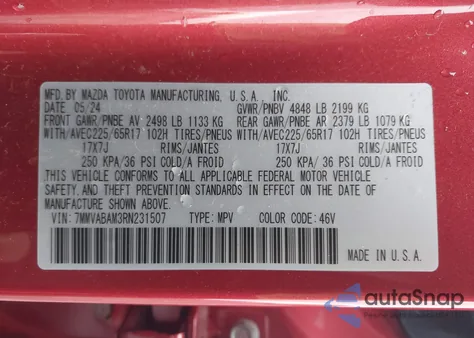 MFD. BY MAZDA TOYOTA MANUFACTURING, U.S.A., INC.
DATE 05/24 GVWR/PNBV 4848 LB 2199 KG
FRONT GAWR/PNBE AV 2498 LB 1133 KG REAR GAWR/PNBE AR 2379 LB 1079 KG
WITH/AVEC225/65R17 102H TIRES/PNEUS WITH/AVEC225/65R17 102H TIRES/PNEUS
17X7J RIMS/JANTES 17X7J RIMS/JANTES
250 KPA/36 PSI COLD/A FROID 250 KPA/36 PSI COLD/A FROID
THIS VEHICLE CONFORMS TO ALL APPLICABLE FEDERAL MOTOR VEHICLE
SAFETY, AND THEFT PREVENTION STANDARDS IN EFFECT ON THE DATE OF
MANUFACTURE SHOWN ABOVE.
VIN: 7MMVABAM3RN231507 TYPE: MPV COLOR CODE: 46V
MADE IN U.S.A.
autoSnap